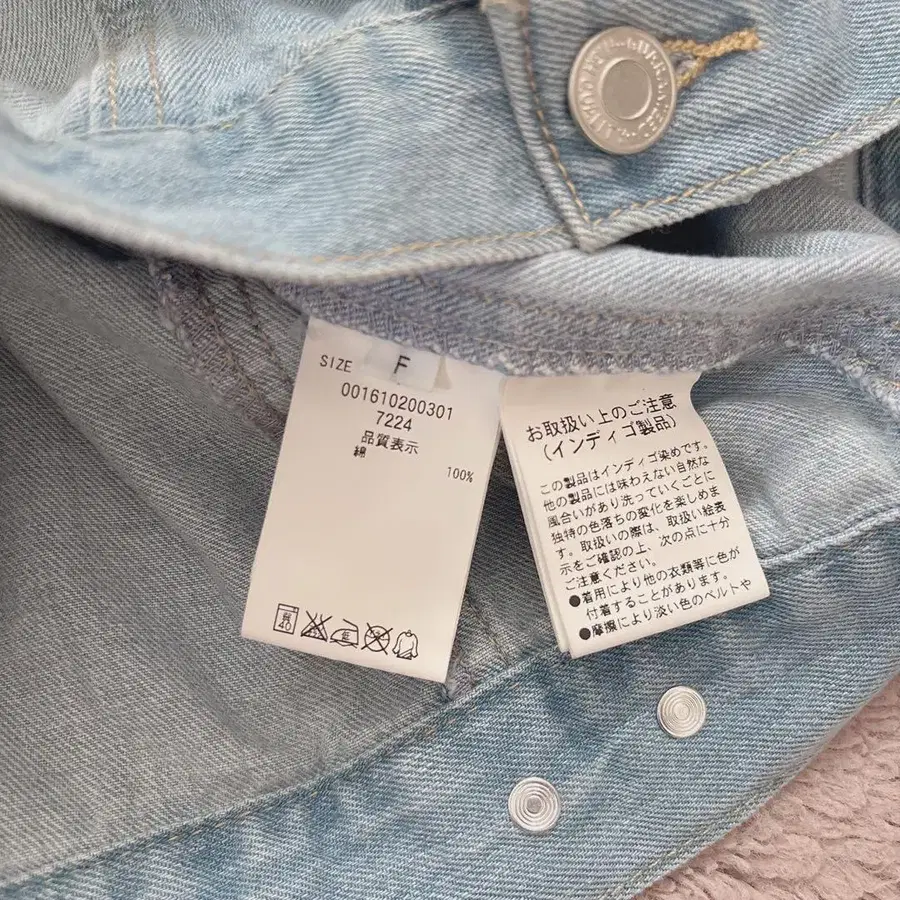 SIZE F
001610200301
7224
品質表示
綿
100%
弱
40
お取扱い上のご注意
(インディゴ製品)
この製品はインディゴ染めです。
他の製品には味わえない自然な
風合いがあり洗っていくごとに
独特の色落ちの変化を楽しめま
す。取扱いの際は、取扱い絵表
示をご確認の上、次の点に十分
ご注意ください。
●着用により他の衣類等に色が
付着することがあります。
●摩擦により淡い色のベルトや